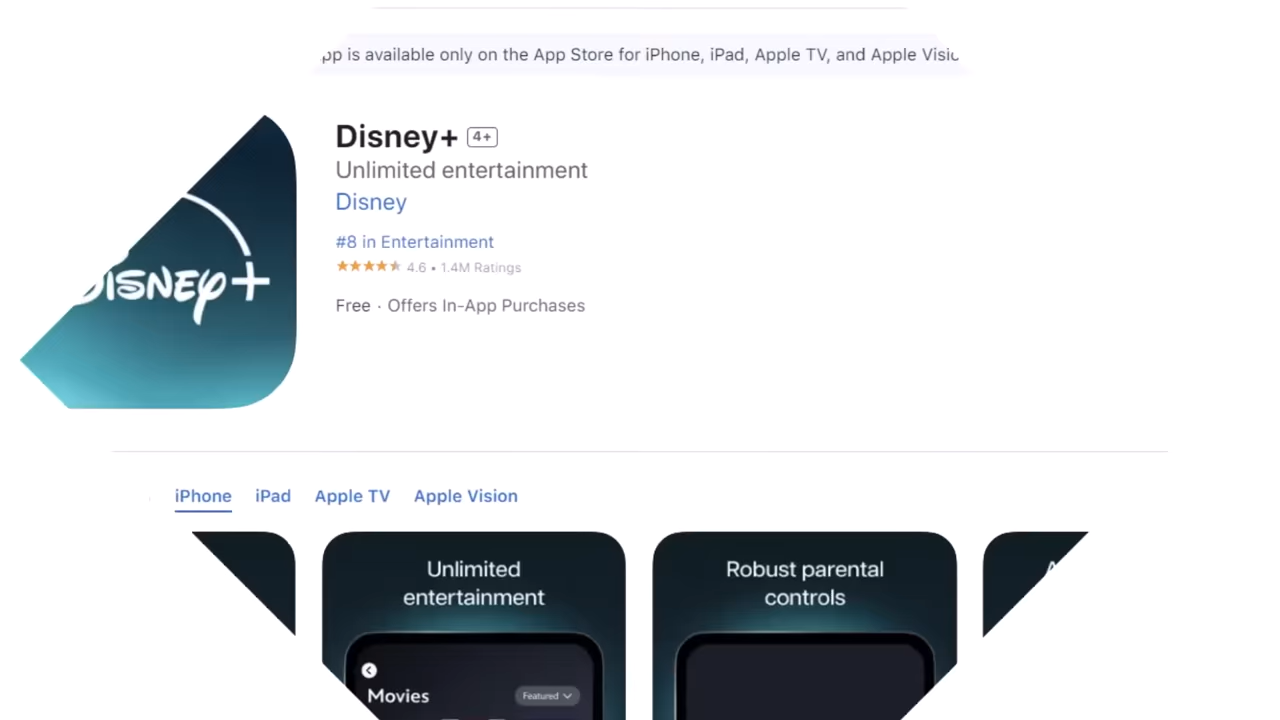 is available only on the App Store for iPhone, iPad, Apple TV, and Apple
Disney+ 4+
Unlimited entertainment
Disney
#8 in Entertainment
4.6 • 1.4M Ratings
Free · Offers In-App Purchases
Disney+
iPhone iPad Apple TV Apple Vision
Unlimited
entertainment
Robust parental
controls
Movies
Featured